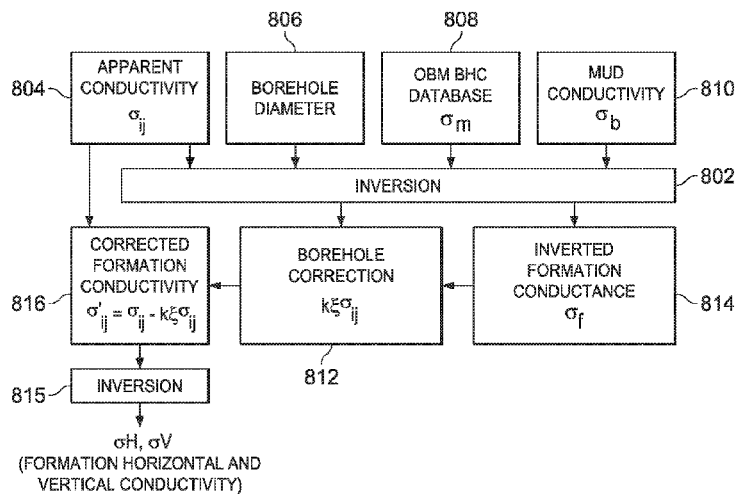 806
808
804
APPARENT
CONDUCTIVITY
σij
BOREHOLE
DIAMETER
OBM BHC
DATABASE
σm
MUD
CONDUCTIVITY
σb
810
INVERSION
802
CORRECTED
FORMATION
CONDUCTIVITY
σ'ij = σij - kξσij
816
BOREHOLE
CORRECTION
kξσij
812
INVERTED
FORMATION
CONDUCTANCE
σf
814
815
INVERSION
σH, σV
(FORMATION HORIZONTAL AND
VERTICAL CONDUCTIVITY)